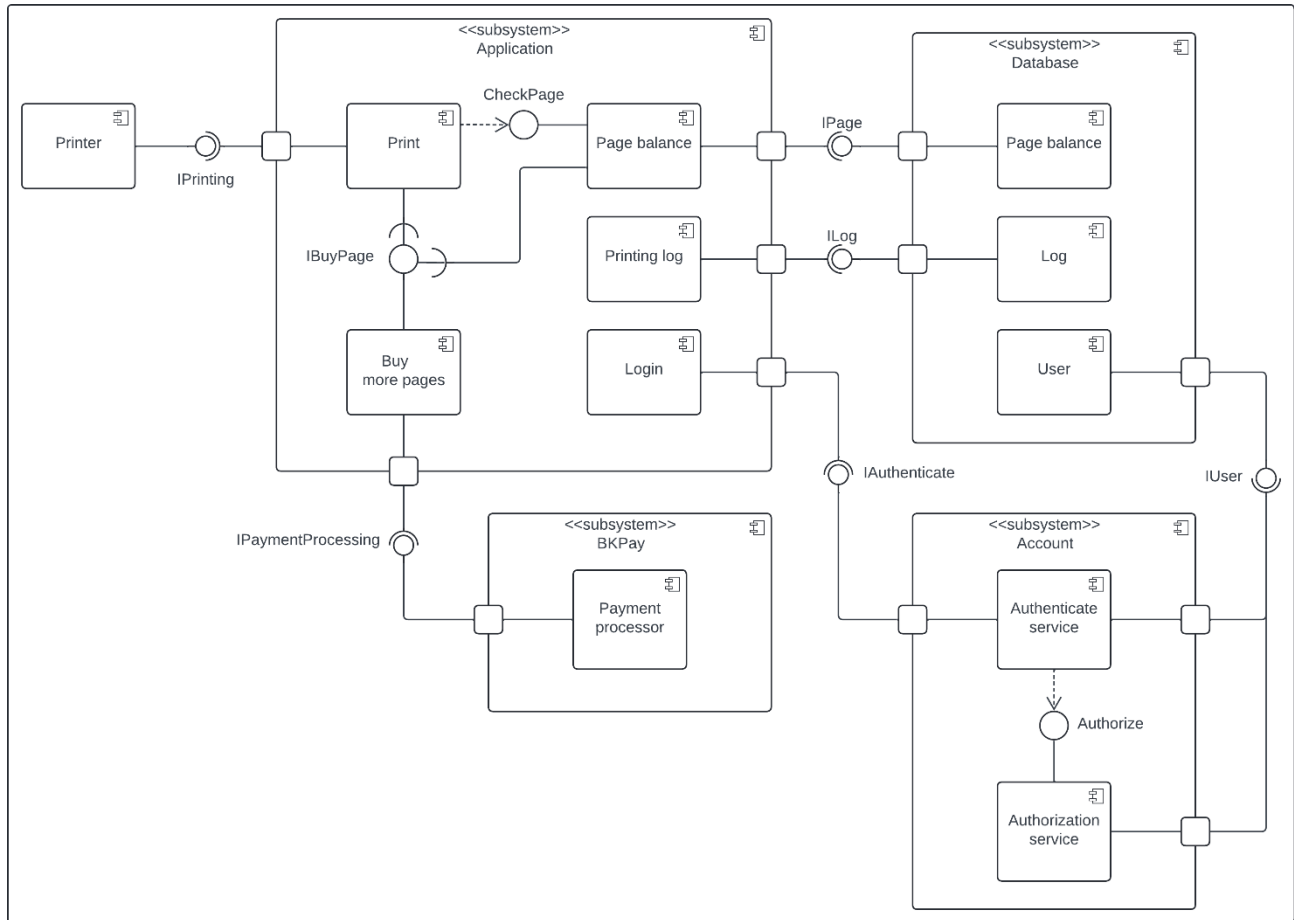 <<subsystem>>
Application
<<subsystem>>
Database
Printer
IPrinting
Print
CheckPage
Page balance
IPage
Page balance
IBuyPage
Printing log
ILog
Log
Buy
more pages
Login
User
IAuthenticate
IUser
IPaymentProcessing
<<subsystem>>
BKPay
Payment
processor
<<subsystem>>
Account
Authenticate
service
Authorize
Authorization
service